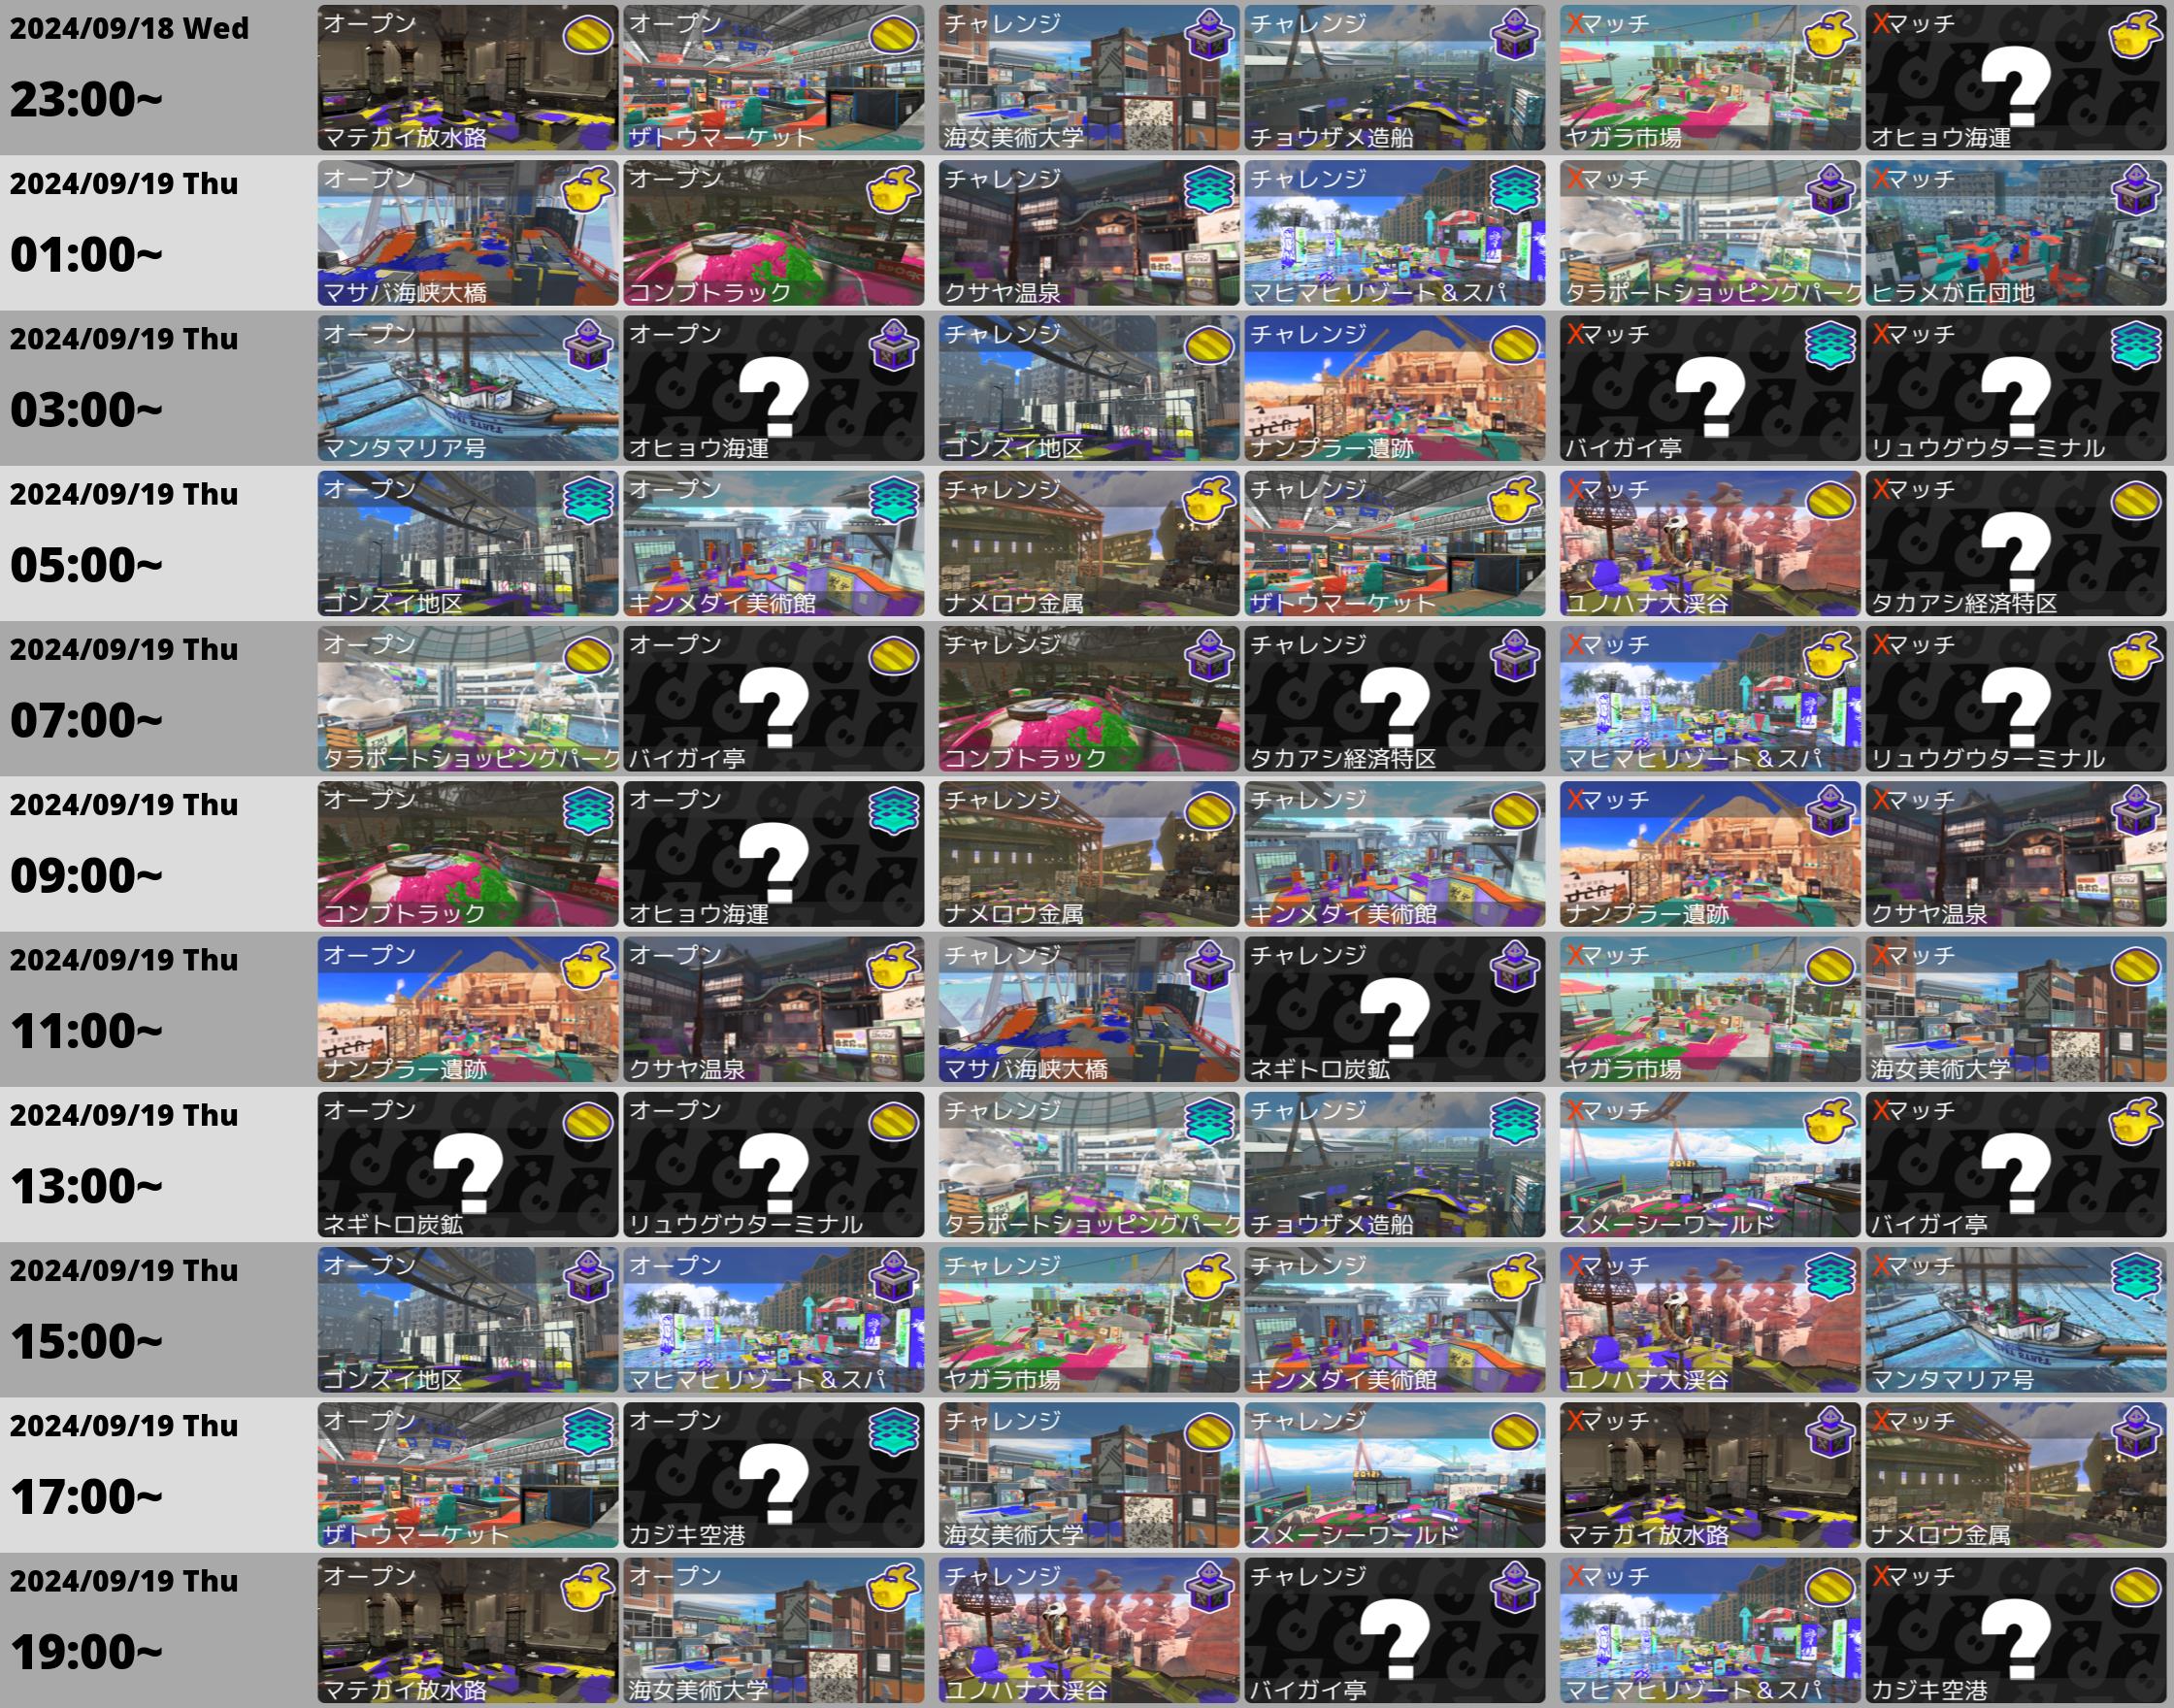 2024/09/18 Wed
23:00~
オープン オープン チャレンジ チャレンジ Xマッチ Xマッチ
マテガイ放水路 ザトウマーケット 海女美術大学 チョウザメ造船 ヤガラ市場 オヒョウ海運
2024/09/19 Thu
01:00~
オープン オープン チャレンジ チャレンジ Xマッチ Xマッチ
マサバ海峡大橋 コンブトラック クサヤ温泉 マヒマヒリゾート&スパ タラポートショッピングパーク ヒラメが丘団地
2024/09/19 Thu
03:00~
オープン オープン チャレンジ チャレンジ Xマッチ Xマッチ
マンタマリア号 オヒョウ海運 ゴンズイ地区 ナンプラー遺跡 バイガイ亭 リュウグウターミナル
2024/09/19 Thu
05:00~
オープン オープン チャレンジ チャレンジ Xマッチ Xマッチ
ゴンズイ地区 キンメダイ美術館 ナメロウ金属 ザトウマーケット ユノハナ大渓谷 タカアシ経済特区
2024/09/19 Thu
07:00~
オープン オープン チャレンジ チャレンジ Xマッチ Xマッチ
タラポートショッピングパーク バイガイ亭 コンブトラック タカアシ経済特区 マヒマヒリゾート&スパ リュウグウターミナル
2024/09/19 Thu
09:00~
オープン オープン チャレンジ チャレンジ Xマッチ Xマッチ
コンブトラック オヒョウ海運 ナメロウ金属 キンメダイ美術館 ナンプラー遺跡 クサヤ温泉
2024/09/19 Thu
11:00~
オープン オープン チャレンジ チャレンジ Xマッチ Xマッチ
ナンプラー遺跡 クサヤ温泉 マサバ海峡大橋 ネギトロ炭鉱 ヤガラ市場 海女美術大学
2024/09/19 Thu
13:00~
オープン オープン チャレンジ チャレンジ Xマッチ Xマッチ
ネギトロ炭鉱 リュウグウターミナル タラポートショッピングパーク チョウザメ造船 スメーシーワールド バイガイ亭
2024/09/19 Thu
15:00~
オープン オープン チャレンジ チャレンジ Xマッチ Xマッチ
ゴンズイ地区 マヒマヒリゾート&スパ ヤガラ市場 キンメダイ美術館 ユノハナ大渓谷 マンタマリア号
2024/09/19 Thu
17:00~
オープン オープン チャレンジ チャレンジ Xマッチ Xマッチ
ザトウマーケット カジキ空港 海女美術大学 スメーシーワールド マテガイ放水路 ナメロウ金属
2024/09/19 Thu
19:00~
オープン オープン チャレンジ チャレンジ Xマッチ Xマッチ
マテガイ放水路 海女美術大学 ユノハナ大渓谷 バイガイ亭 マヒマヒリゾート&スパ カジキ空港